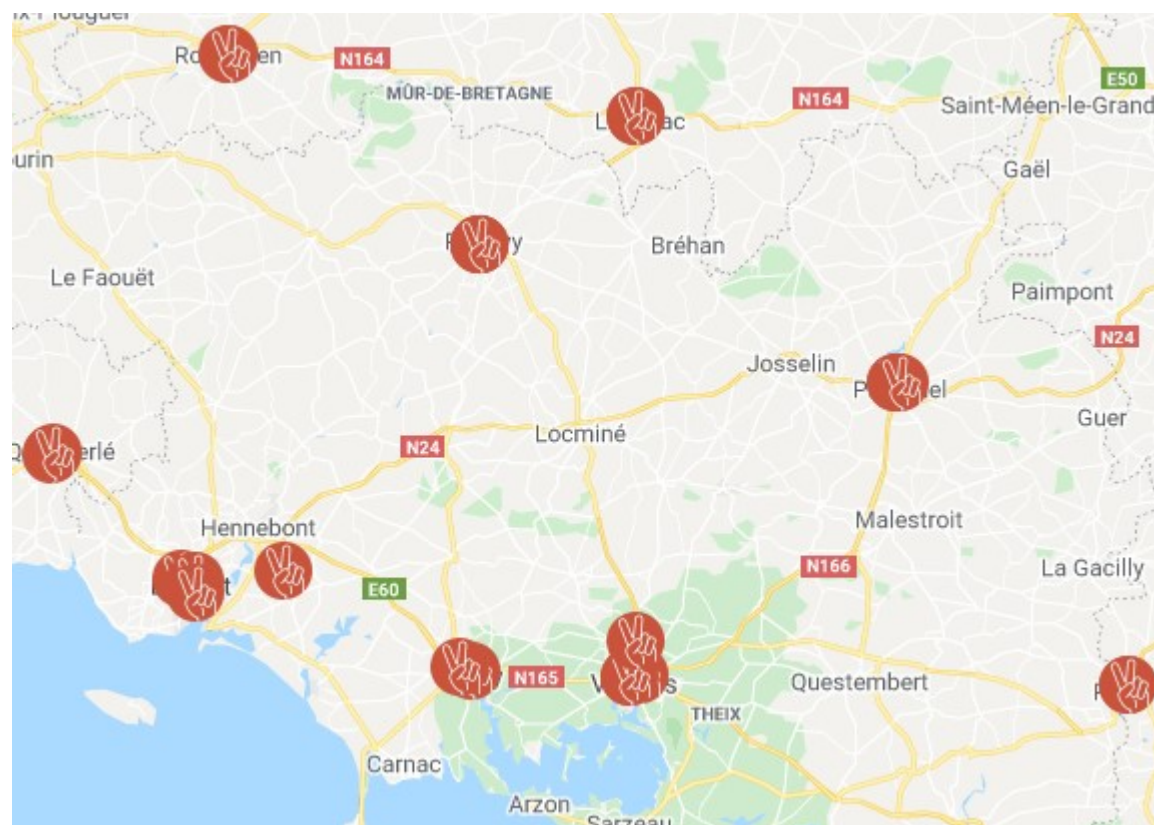 N164
MÛR-DE-BRETAGNE
N164
E50
Saint-Méen-le-Grand
Gaël
Bréhan
Le Faouët
Paimpont
N24
Josselin
Guer
Locminé
N24
Hennebont
Malestroit
N166
La Gacilly
E60
N165
Questembert
THEIX
Carnac
Arzon
Sarzeau